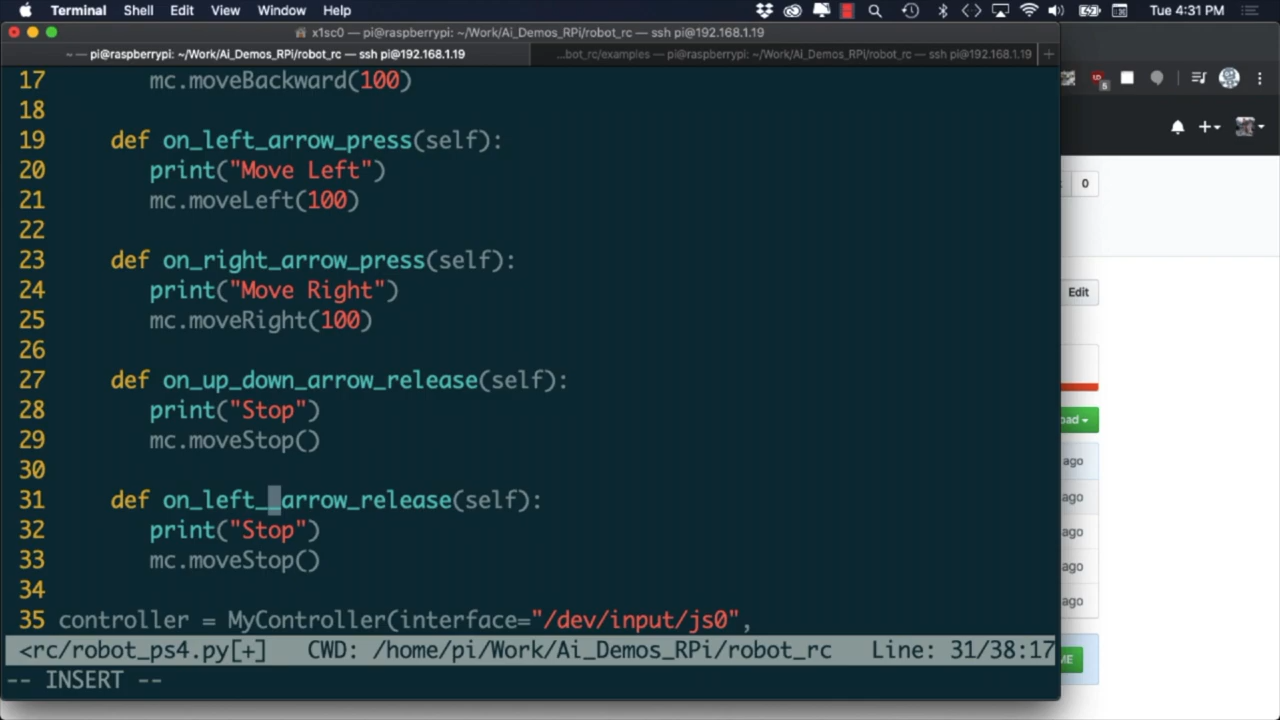 Terminal Shell Edit View Window Help Tue 4:31 PM
x1sc0 — pi@raspberrypi: ~/Work/Ai_Demos_RPi/robot_rc — ssh pi@192.168.1.19
~ — pi@raspberrypi: ~/Work/Ai_Demos_RPi/robot_rc — ssh pi@192.168.1.19 ...bot_rc/examples — pi@raspberrypi: ~/Work/Ai_Demos_RPi/robot_rc — ssh pi@192.168.1.19 +
17 mc.moveBackward(100)
18
19 def on_left_arrow_press(self):
20 print("Move Left")
21 mc.moveLeft(100)
22
23 def on_right_arrow_press(self):
24 print("Move Right")
25 mc.moveRight(100)
26
27 def on_up_down_arrow_release(self):
28 print("Stop")
29 mc.moveStop()
30
31 def on_left__arrow_release(self):
32 print("Stop")
33 mc.moveStop()
34
35 controller = MyController(interface="/dev/input/js0",
<rc/robot_ps4.py[+] CWD: /home/pi/Work/Ai_Demos_RPi/robot_rc Line: 31/38:17
-- INSERT --
5
0
Edit
oad
ago
ago
ago
ago
ago
ME